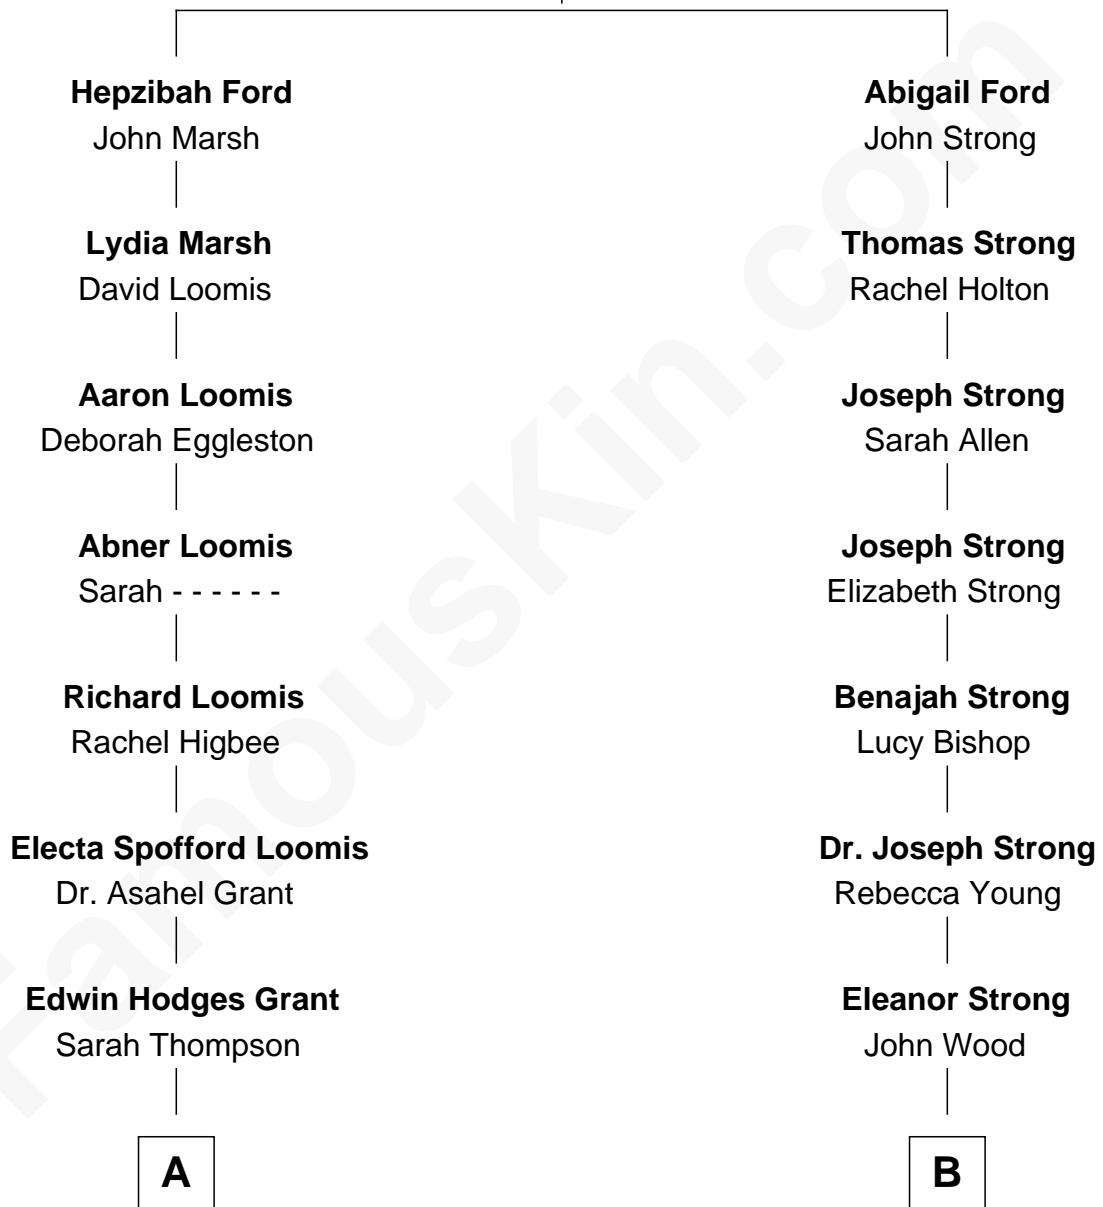 Hepzibah Ford
John Marsh
Lydia Marsh
David Loomis
Aaron Loomis
Deborah Eggleston
Abner Loomis
Sarah - - - - - -
Richard Loomis
Rachel Higbee
Electa Spofford Loomis
Dr. Asahel Grant
Edwin Hodges Grant
Sarah Thompson
A
Abigail Ford
John Strong
Thomas Strong
Rachel Holton
Joseph Strong
Sarah Allen
Joseph Strong
Elizabeth Strong
Benajah Strong
Lucy Bishop
Dr. Joseph Strong
Rebecca Young
Eleanor Strong
John Wood
B
FamousKin.com